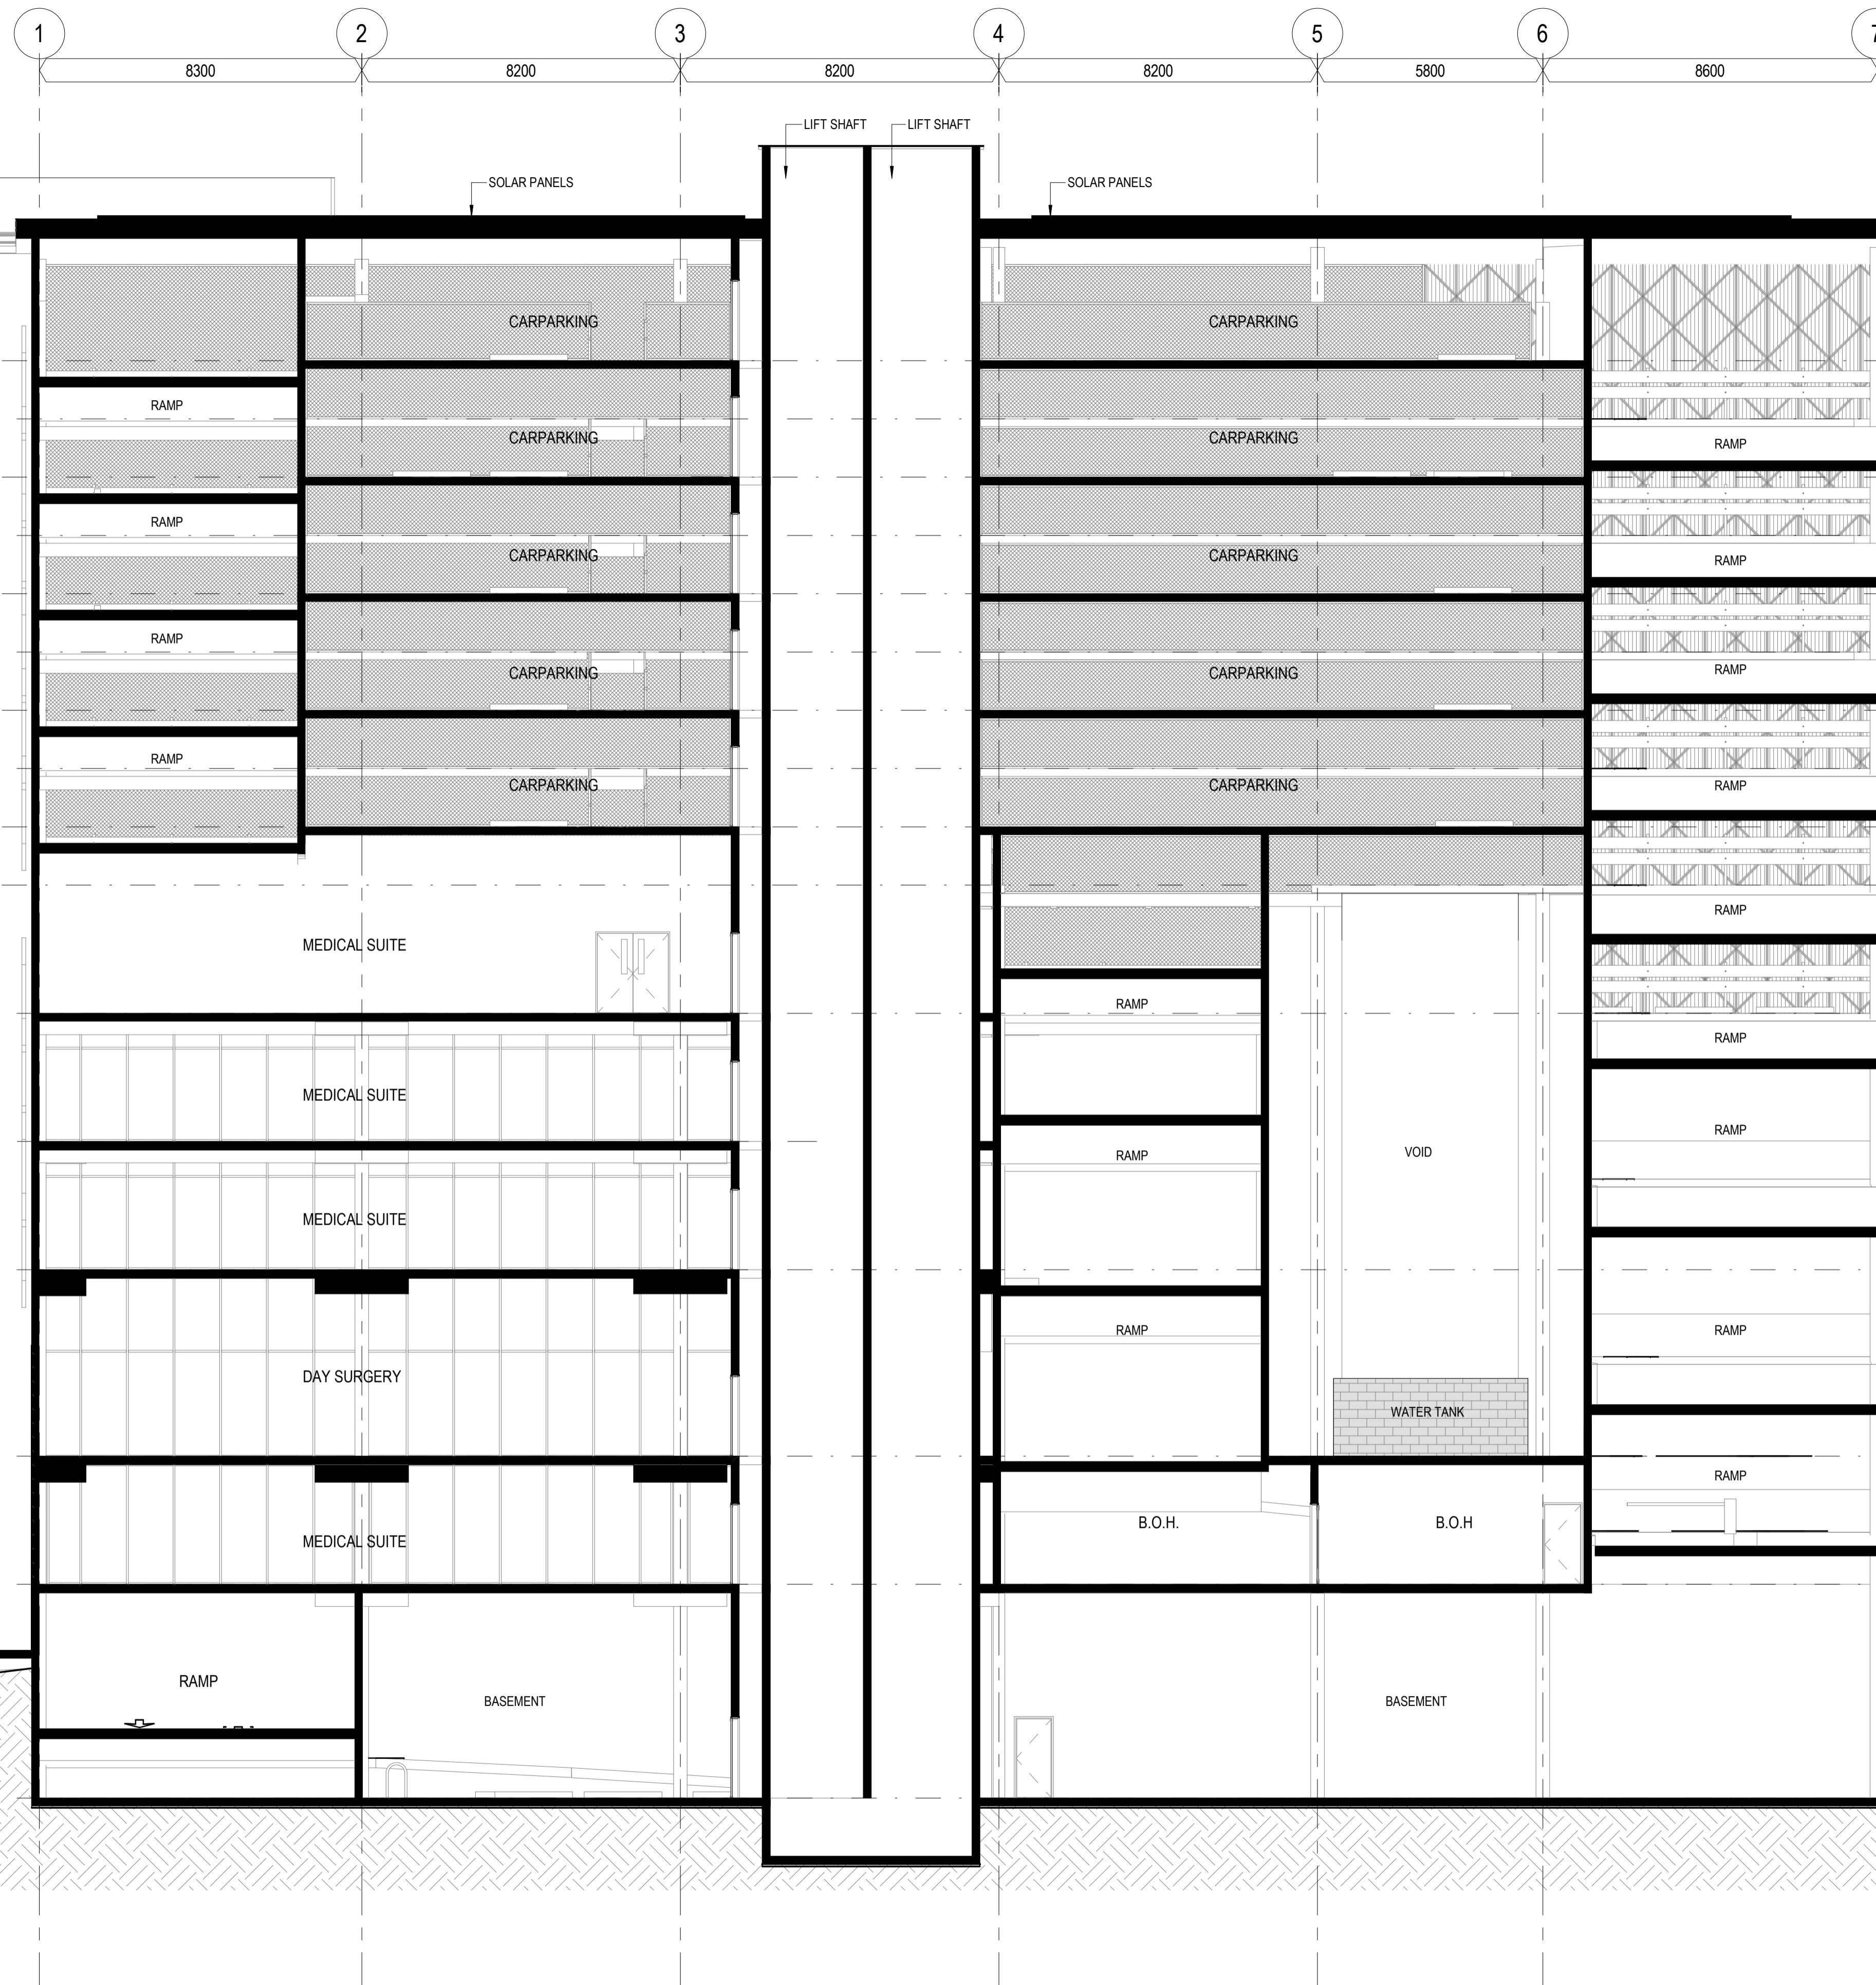 1 2 3 4 5 6 7
8300 8200 8200 8200 5800 8600
LIFT SHAFT LIFT SHAFT
SOLAR PANELS SOLAR PANELS
CARPARKING CARPARKING
RAMP
CARPARKING CARPARKING RAMP
RAMP
CARPARKING CARPARKING RAMP
RAMP
CARPARKING CARPARKING RAMP
RAMP
CARPARKING CARPARKING RAMP
RAMP
MEDICAL SUITE
RAMP
RAMP
MEDICAL SUITE
RAMP
RAMP VOID
MEDICAL SUITE
RAMP RAMP
DAY SURGERY
WATER TANK
RAMP
B.O.H. B.O.H
MEDICAL SUITE
RAMP
BASEMENT BASEMENT